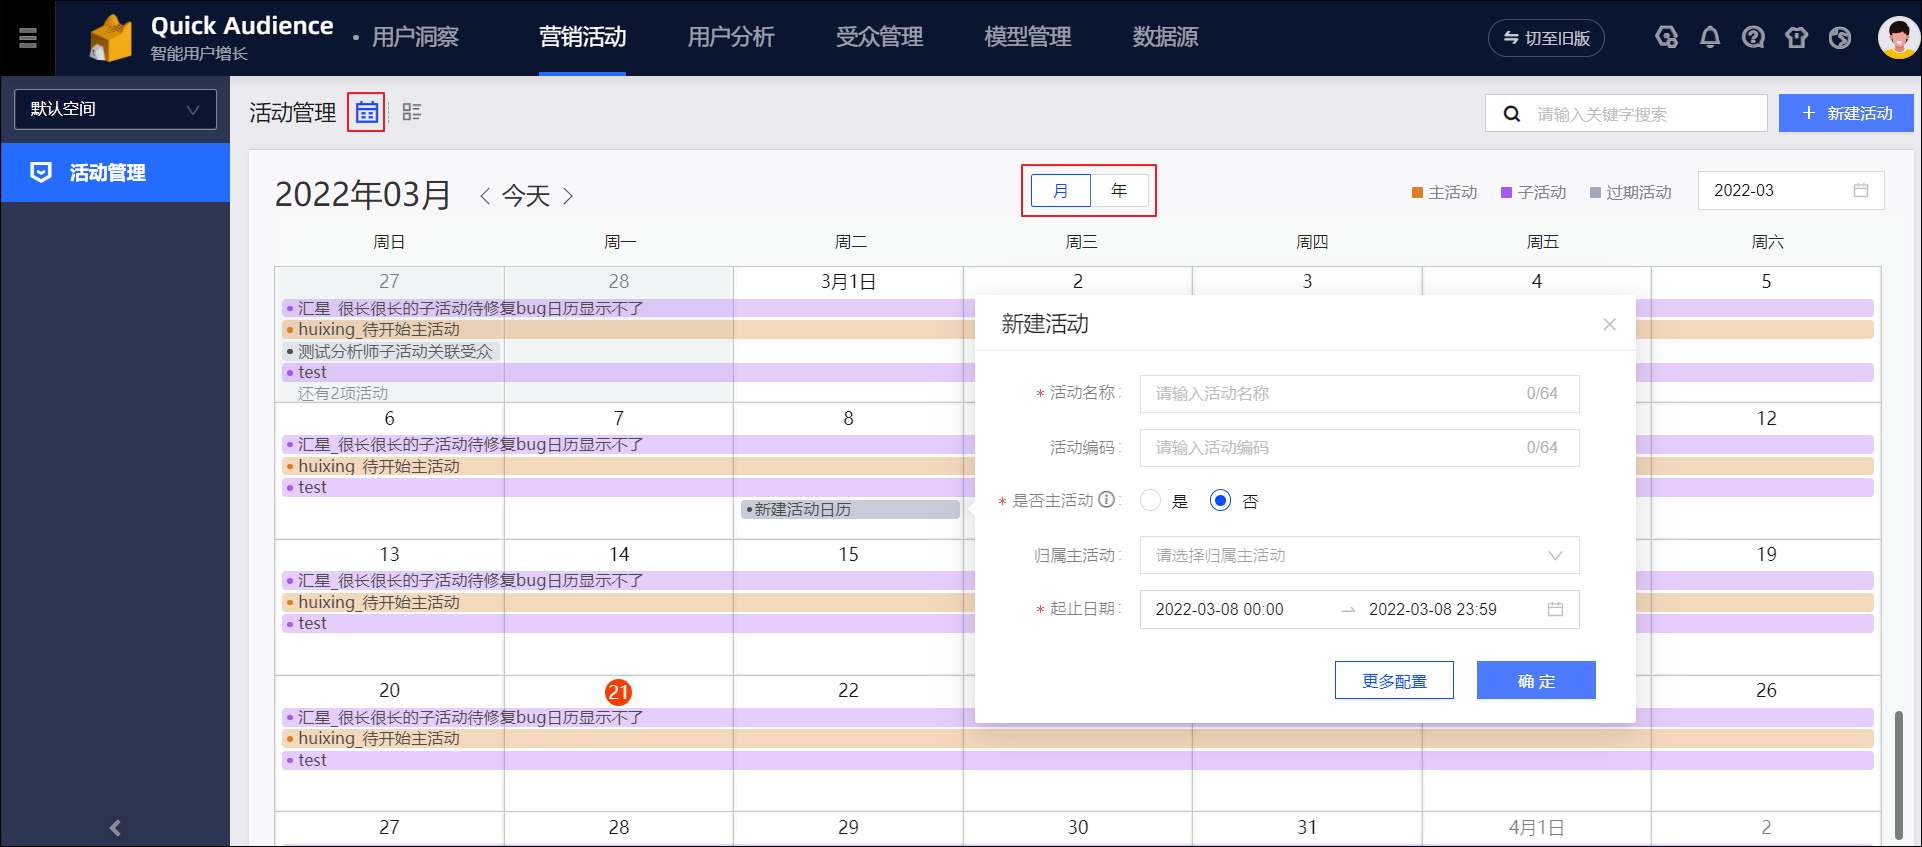 Quick Audience
智能用户增长
用户洞察
营销活动
用户分析
受众管理
模型管理
数据源
切至旧版
默认空间
活动管理
活动管理
请输入关键字搜索
+ 新建活动
2022年03月
< 今天 >
月
年
主活动
子活动
过期活动
2022-03
周日 周一 周二 周三 周四 周五 周六
27 28 3月1日 2 3 4 5
汇星_很长很长的子活动待修复bug日历显示不了
huixing_待开始主活动
测试分析师子活动关联受众
test
还有2项活动
6 7 8 12
汇星_很长很长的子活动待修复bug日历显示不了
huixing_待开始主活动
test
新建活动日历
13 14 15 19
汇星_很长很长的子活动待修复bug日历显示不了
huixing_待开始主活动
test
20 21 22 26
汇星_很长很长的子活动待修复bug日历显示不了
huixing_待开始主活动
test
27 28 29 30 31 4月1日 2
新建活动
* 活动名称: 请输入活动名称 0/64
活动编码: 请输入活动编码 0/64
* 是否主活动: 是 否
归属主活动: 请选择归属主活动
* 起止日期: 2022-03-08 00:00 → 2022-03-08 23:59
更多配置
确 定